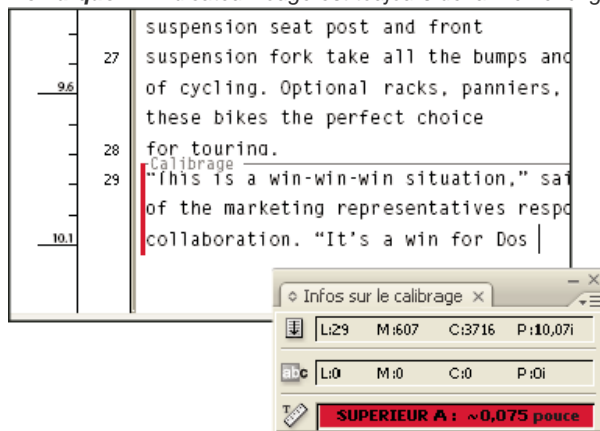 suspension seat post and front
27 suspension fork take all the bumps and
9.6 of cycling. Optional racks, panniers,
these bikes the perfect choice
28 for touring.
Calibrage
29 "This is a win-win-win situation," sai
of the marketing representatives respo
10.1 collaboration. “It's a win for Dos
Infos sur le calibrage
L:29 M:607 C:3716 P:10,07i
abc L:0 M:0 C:0 P:0i
SUPERIEUR A : ~0,075 pouce